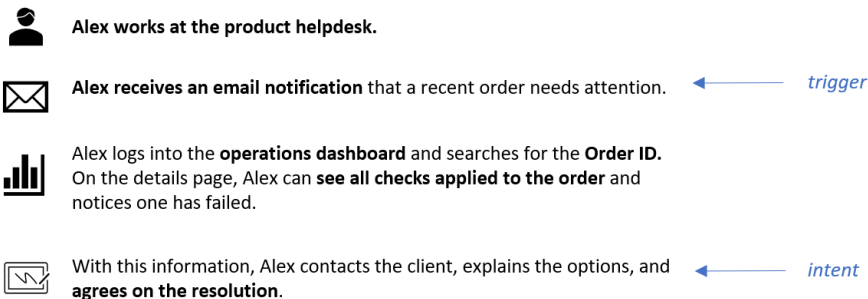 Alex works at the product helpdesk.
Alex receives an email notification that a recent order needs attention.
trigger
Alex logs into the operations dashboard and searches for the Order ID.
On the details page, Alex can see all checks applied to the order and
notices one has failed.
With this information, Alex contacts the client, explains the options, and
intent
agrees on the resolution.